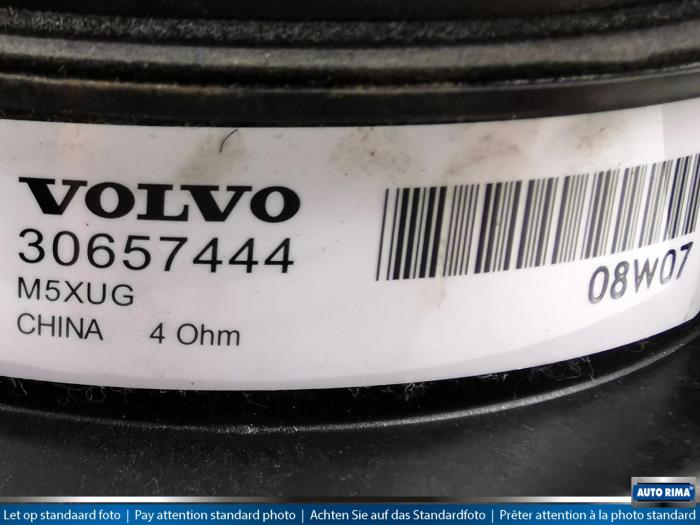 VOLVO
30657444
M5XUG
CHINA 4 Ohm
08W07
AUTO RIMA
Let op standaard foto | Pay attention standard photo | Achten Sie auf das Standardfoto | Prêter attention à la photo standard